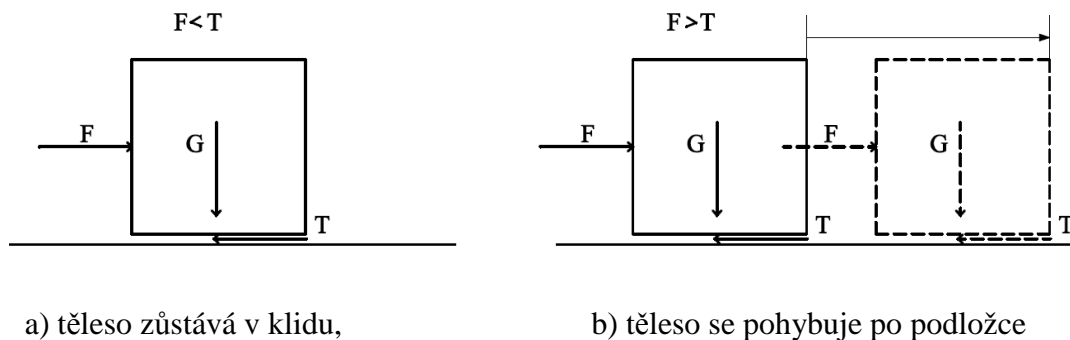 F<T
F>T
F
G
T
F
G
F
G
T
T
a) těleso zůstává v klidu,
b) těleso se pohybuje po podložce